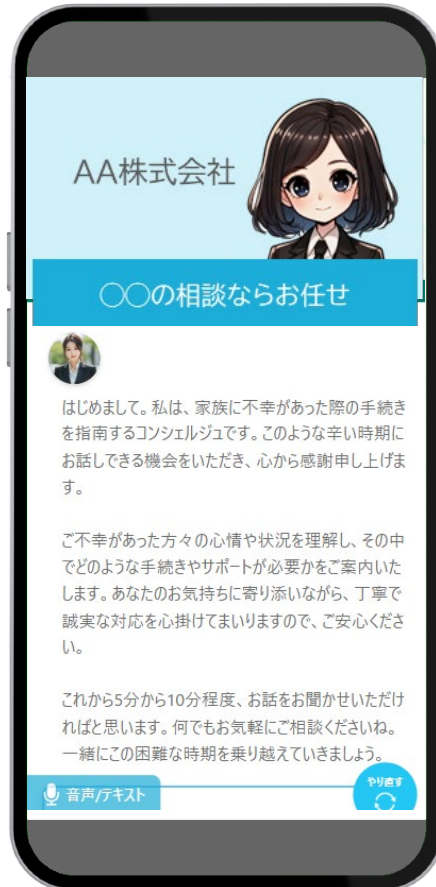 AA株式会社
○○の相談ならお任せ
はじめまして。私は、家族に不幸があった際の手続き
を指南するコンシェルジュです。このような辛い時期に
お話しできる機会をいただき、心から感謝申し上げま
す。
ご不幸があった方々の心情や状況を理解し、その中
でどのような手続きやサポートが必要かをご案内いた
します。あなたのお気持ちに寄り添いながら、丁寧で
誠実な対応を心掛けてまいりますので、ご安心くださ
い。
これから5分から10分程度、お話をお聞かせいただけ
ればと思います。何でもお気軽にご相談くださいね。
一緒にこの困難な時期を乗り越えていきましょう。
音声/テキスト
やり直す